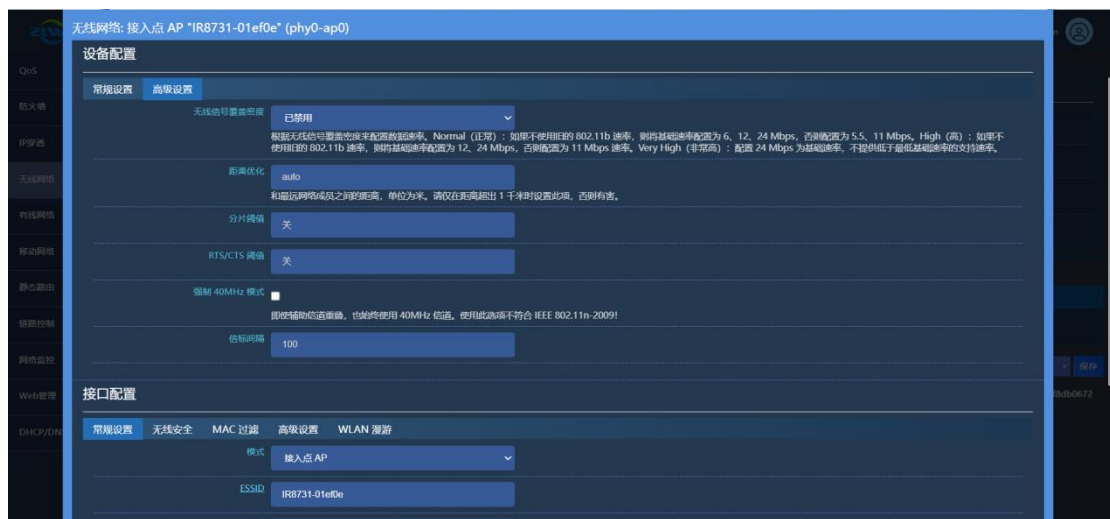 无线网络: 接入点 AP "IR8731-01ef0e" (phy0-ap0)
设备配置
常规设置 高级设置
无线信号覆盖密度
已禁用
根据无线信号覆盖密度来配置数据速率。Normal（正常）：如果不使用旧的 802.11b 速率，则将基础速率配置为 6、12、24 Mbps，否则配置为 5.5、11 Mbps。High（高）：如果不
使用旧的 802.11b 速率，则将基础速率配置为 12、24 Mbps，否则配置为 11 Mbps 速率。Very High（非常高）：配置 24 Mbps 为基础速率，不提供低于最低基础速率的支持速率。
距离优化
auto
和最远网络成员之间的距离，单位为米。请仅在距离超出 1 千米时设置此项，否则有害。
分片阈值
关
RTS/CTS 阈值
关
强制 40MHz 模式
即使辅助信道重叠，也始终使用 40MHz 信道。使用此选项不符合 IEEE 802.11n-2009!
信标间隔
100
接口配置
常规设置 无线安全 MAC 过滤 高级设置 WLAN 漫游
模式
接入点 AP
ESSID
IR8731-01ef0e
QoS
防火墙
IP穿透
无线网络
有线网络
移动网络
静态路由
链路控制
网络监控
Web管理
DHCP/DN
保存
f8db0672